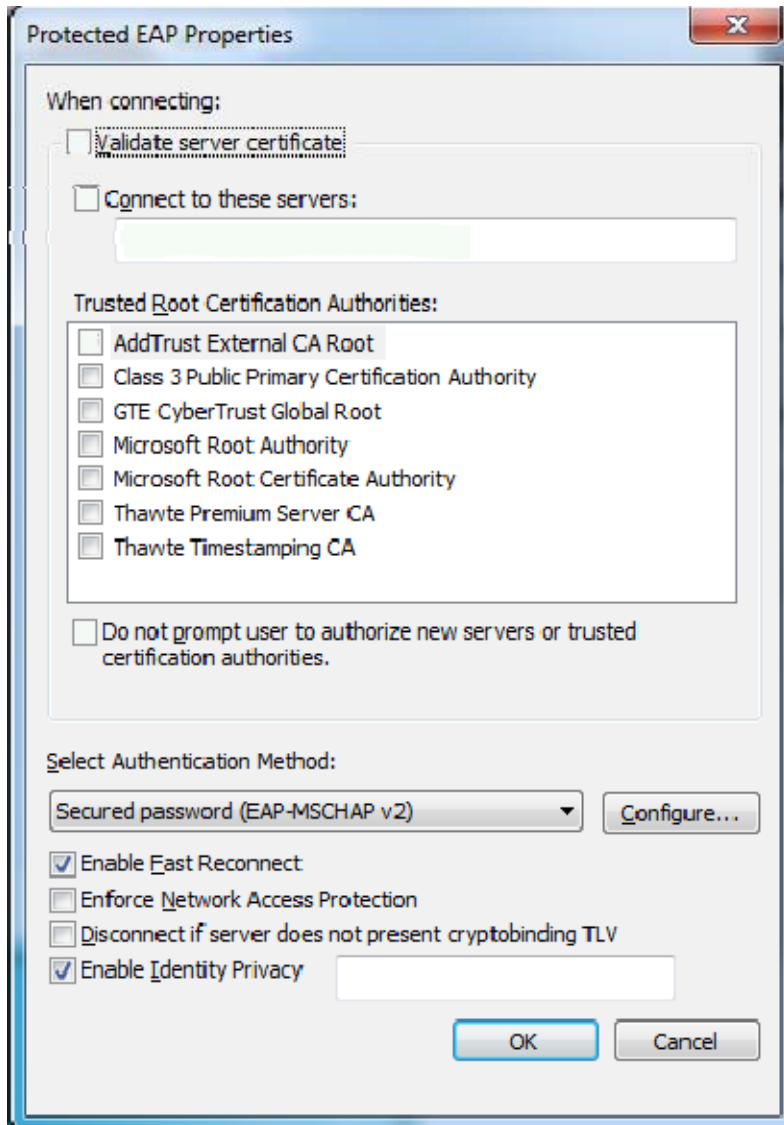 Protected EAP Properties
When connecting:
Validate server certificate
Connect to these servers:
Trusted Root Certification Authorities:
AddTrust External CA Root
Class 3 Public Primary Certification Authority
GTE CyberTrust Global Root
Microsoft Root Authority
Microsoft Root Certificate Authority
Thawte Premium Server CA
Thawte Timestamping CA
Do not prompt user to authorize new servers or trusted
certification authorities.
Select Authentication Method:
Secured password (EAP-MSCHAP v2) Configure...
Enable Fast Reconnect
Enforce Network Access Protection
Disconnect if server does not present cryptobinding TLV
Enable Identity Privacy
OK Cancel